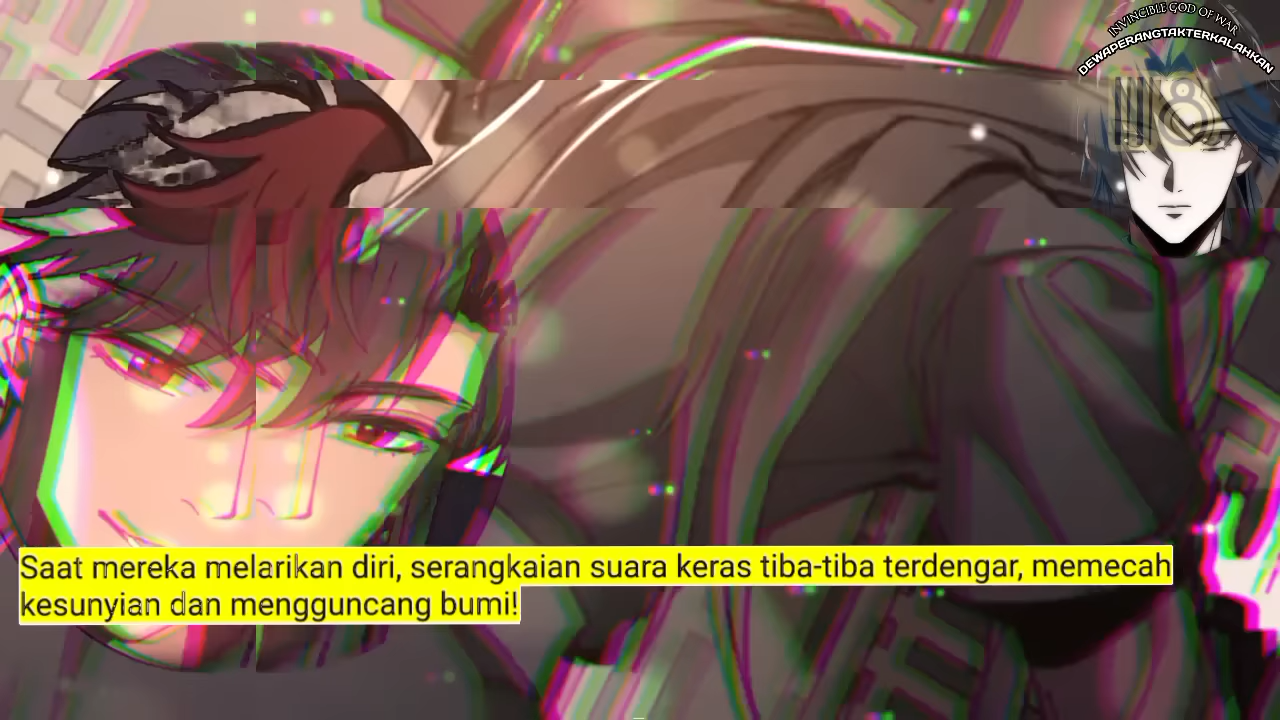 INVINCIBLE GOD OF WAR
DEWAPERANGTAKTERKALAHKAN
Saat mereka melarikan diri, serangkaian suara keras tiba-tiba terdengar, memecah
kesunyian dan mengguncang bumi!